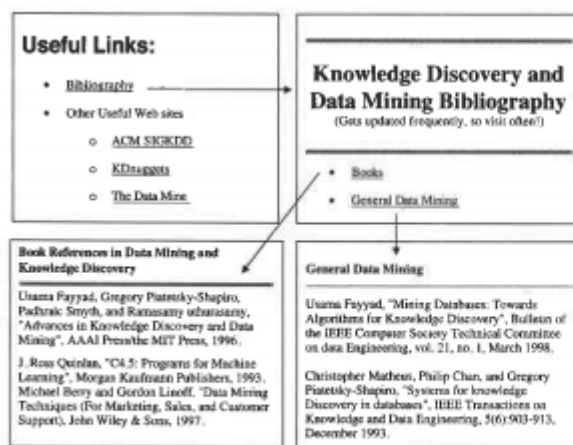 Useful Links:
• Bibliography
• Other Useful Web sites
o ACM SIGKDD
o KDnuggets
o The Data Mine
Knowledge Discovery and
Data Mining Bibliography
(Gets updated frequently, so visit often!)
• Books
• General Data Mining
Book References in Data Mining and
Knowledge Discovery
Usama Fayyad, Gregory Piatetsky-Shapiro,
Padhraic Smyth, and Ramasamy uthurasamy,
"Advances in Knowledge Discovery and Data
Mining", AAAI Press/the MIT Press, 1996.
J. Ross Quinlan, "C4.5: Programs for Machine
Learning", Morgan Kaufmann Publishers, 1993.
Michael Berry and Gordon Linoff, "Data Mining
Techniques (For Marketing, Sales, and Customer
Support), John Wiley & Sons, 1997.
General Data Mining
Usama Fayyad, "Mining Databases: Towards
Algorithms for Knowledge Discovery", Bulletin of
the IEEE Computer Society Technical Committee
on data Engineering, vol. 21, no. 1, March 1998.
Christopher Matheus, Philip Chan, and Gregory
Piatetsky-Shapiro, "Systems for knowledge
Discovery in databases", IEEE Transactions on
Knowledge and Data Engineering, 5(6):903-913,
December 1993.